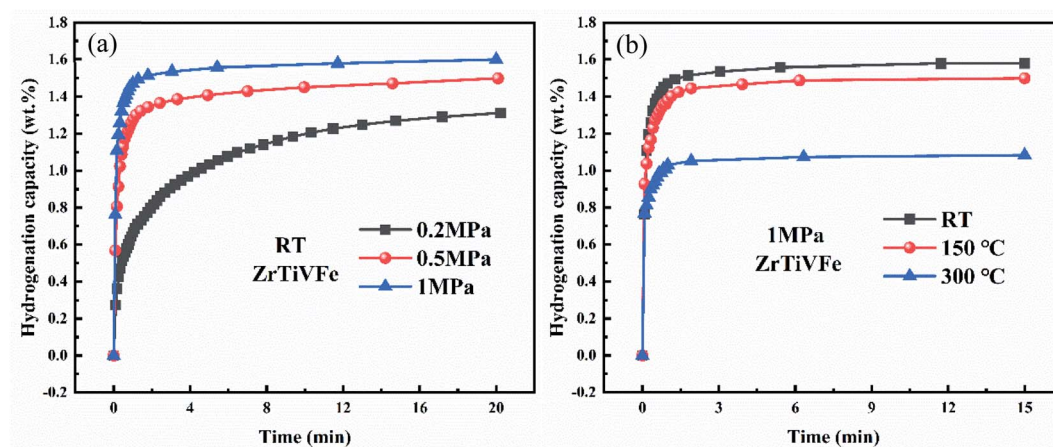 (a)
Hydrogenation capacity (wt.%)
1.8
1.6
1.4
1.2
1.0
0.8
0.6
0.4
0.2
0.0
-0.2
RT
ZrTiVFe
0.2MPa
0.5MPa
1MPa
0 4 8 12 16 20
Time (min)
(b)
Hydrogenation capacity (wt.%)
1.8
1.6
1.4
1.2
1.0
0.8
0.6
0.4
0.2
0.0
-0.2
1MPa
ZrTiVFe
RT
150 °C
300 °C
0 3 6 9 12 15
Time (min)